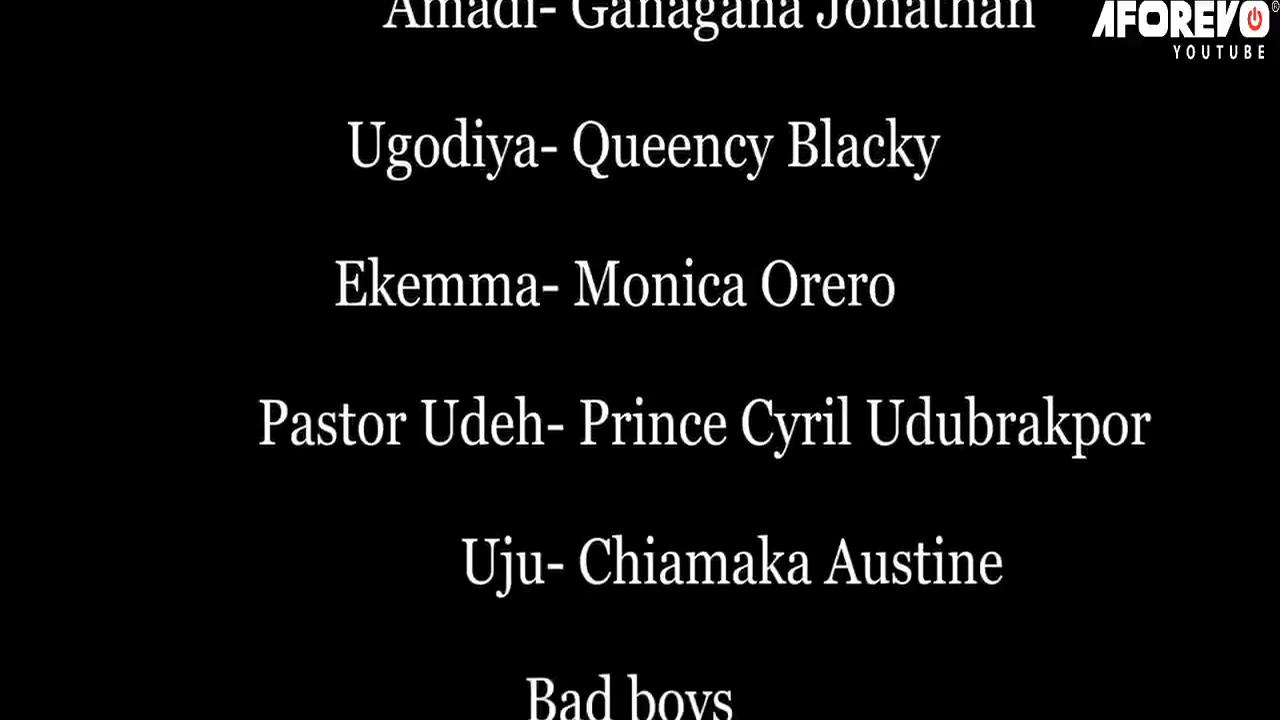 Amadi- Ganagana Jonathan
AFOREVO
YOUTUBE
Ugodiya- Queency Blacky
Ekemma- Monica Orero
Pastor Udeh- Prince Cyril Udubrakpor
Uju- Chiamaka Austine
Bad boys